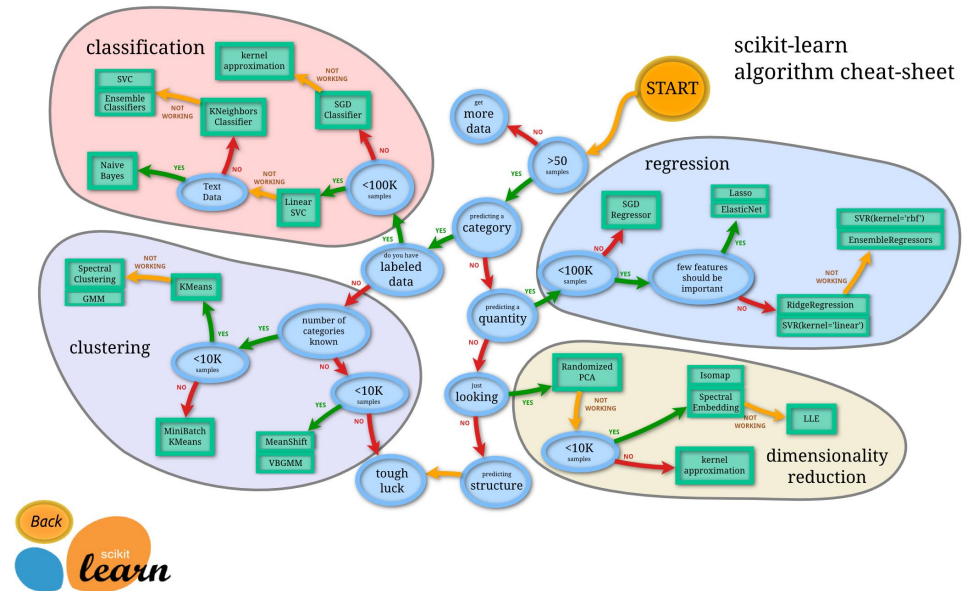 scikit-learn
algorithm cheat-sheet
START
classification
kernel
approximation
NOT
WORKING
SVC
Ensemble
Classifiers
NOT
WORKING
KNeighbors
Classifier
SGD
Classifier
NO
Naive
Bayes
YES
Text
Data
NO
NOT
WORKING
Linear
SVC
YES
<100K
samples
YES
get
more
data
NO
>50
samples
YES
predicting a
category
YES
NO
do you have
labeled
data
NO
predicting a
quantity
YES
NO
just
looking
YES
NO
predicting
structure
tough
luck
regression
SGD
Regressor
NO
<100K
samples
YES
Lasso
ElasticNet
YES
few features
should be
important
NO
SVR(kernel='rbf')
EnsembleRegressors
NOT
WORKING
RidgeRegression
SVR(kernel='linear')
clustering
Spectral
Clustering
GMM
NOT
WORKING
KMeans
YES
<10K
samples
YES
number of
categories
known
NO
NO
MiniBatch
KMeans
<10K
samples
YES
NO
MeanShift
VBGMM
dimensionality
reduction
Randomized
PCA
NOT
WORKING
<10K
samples
YES
NO
Isomap
Spectral
Embedding
NOT
WORKING
LLE
kernel
approximation
Back
scikit
learn